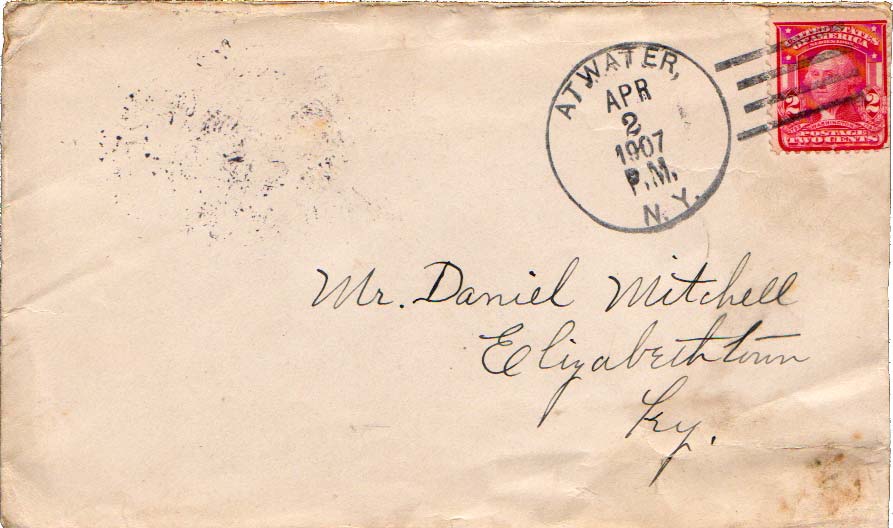 ATWATER,
APR
2
1907
P.M.
N.Y.
UNITED STATES
OF AMERICA
2 2
POSTAGE
TWO CENTS
Mr. Daniel Mitchell
Elizabethtown
Ky.